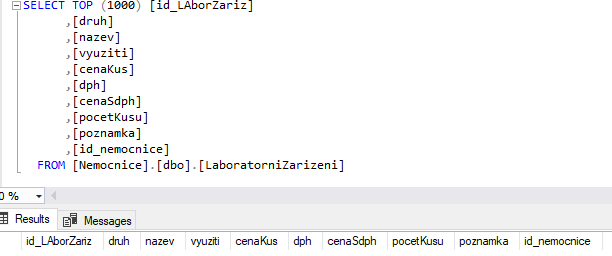 SELECT TOP (1000) [id_LAborZariz]
,[druh]
,[nazev]
,[vyuziti]
,[cenaKus]
,[dph]
,[cenaSdph]
,[pocetKusu]
,[poznamka]
,[id_nemocnice]
FROM [Nemocnice].[dbo].[LaboratorniZarizeni]
0 %
Results Messages
id_LAborZariz druh nazev vyuziti cenaKus dph cenaSdph pocetKusu poznamka id_nemocnice